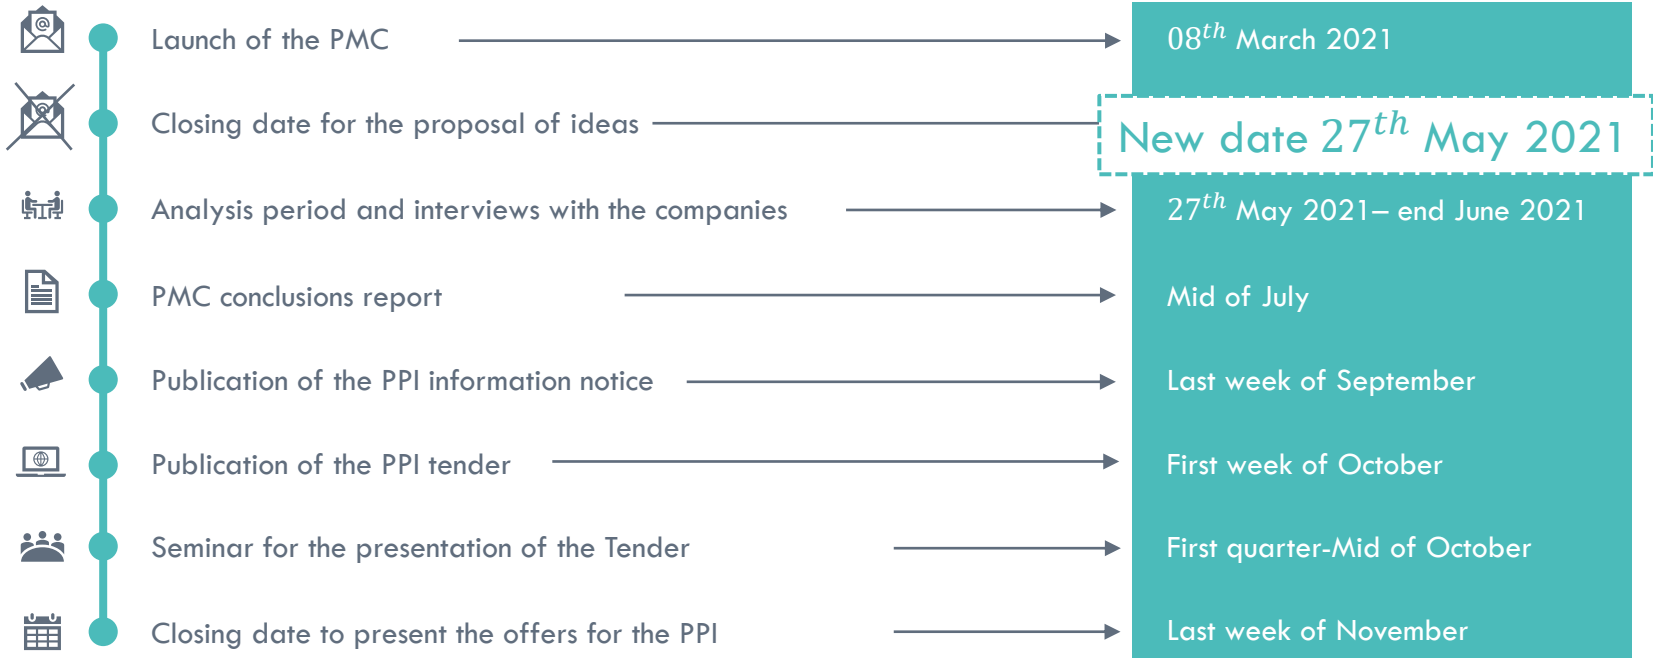 Launch of the PMC 08th March 2021
Closing date for the proposal of ideas New date 27th May 2021
Analysis period and interviews with the companies 27th May 2021– end June 2021
PMC conclusions report Mid of July
Publication of the PPI information notice Last week of September
Publication of the PPI tender First week of October
Seminar for the presentation of the Tender First quarter-Mid of October
Closing date to present the offers for the PPI Last week of November